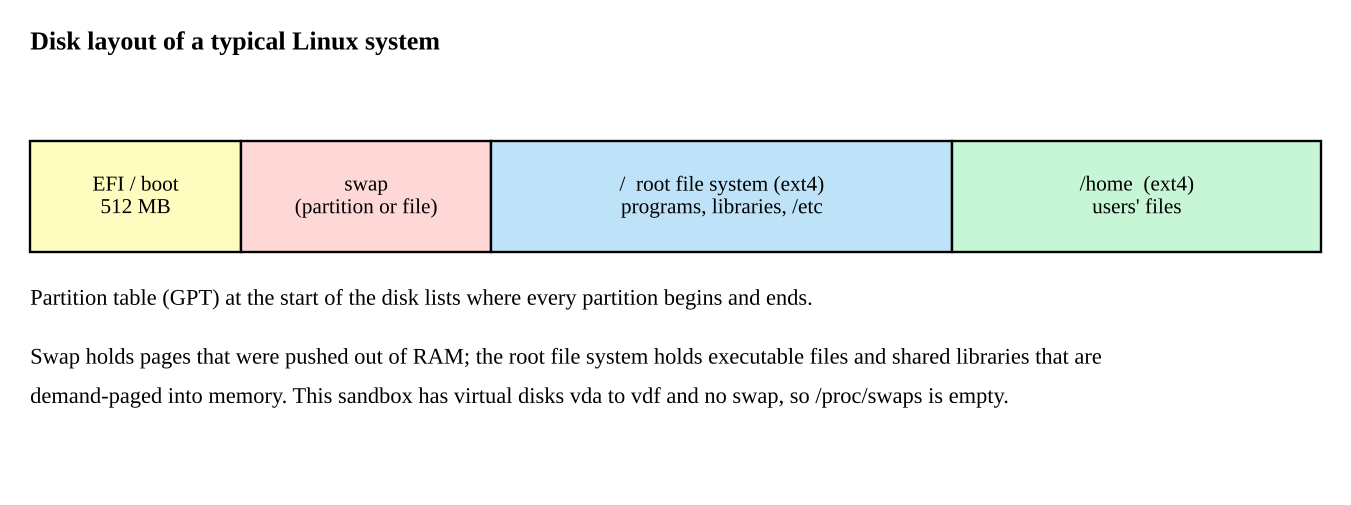 Disk layout of a typical Linux system
EFI / boot
512 MB
swap
(partition or file)
/  root file system (ext4)
programs, libraries, /etc
/home  (ext4)
users' files
Partition table (GPT) at the start of the disk lists where every partition begins and ends.
Swap holds pages that were pushed out of RAM; the root file system holds executable files and shared libraries that are
demand-paged into memory. This sandbox has virtual disks vda to vdf and no swap, so /proc/swaps is empty.